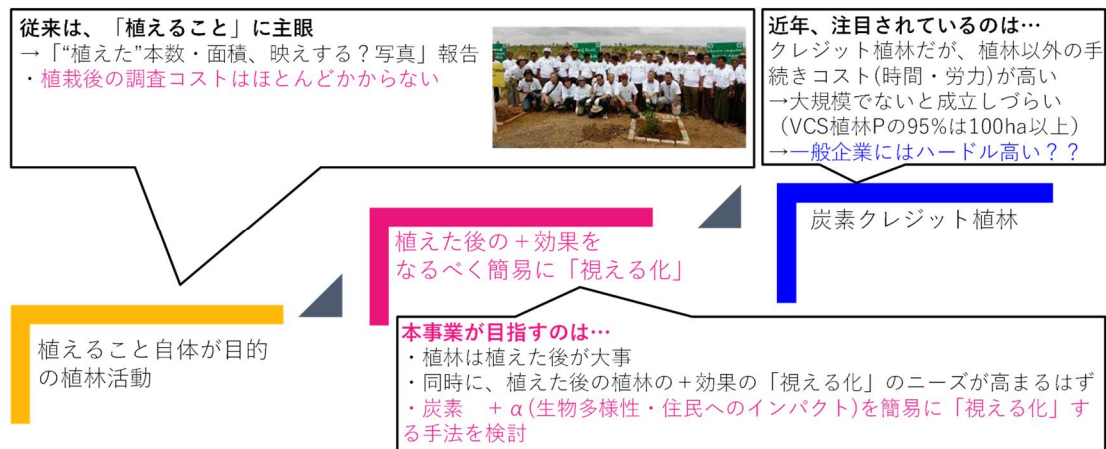 従来は、「植えること」に主眼
→「“植えた”本数・面積、映えする？写真」報告
・植栽後の調査コストはほとんどかからない
近年、注目されているのは…
クレジット植林だが、植林以外の手
続きコスト(時間・労力)が高い
→大規模でないと成立しづらい
（VCS植林Pの95%は100ha以上）
→一般企業にはハードル高い？？
炭素クレジット植林
植えた後の＋効果を
なるべく簡易に「視える化」
植えること自体が目的
の植林活動
本事業が目指すのは…
・植林は植えた後が大事
・同時に、植えた後の植林の＋効果の「視える化」のニーズが高まるはず
・炭素　＋α(生物多様性・住民へのインパクト)を簡易に「視える化」す
る手法を検討